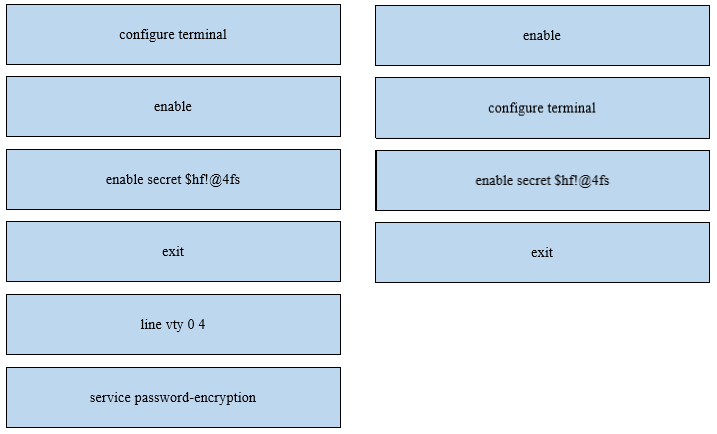 configure terminal
enable
enable secret $hf!@4fs
exit
line vty 0 4
service password-encryption
enable
configure terminal
enable secret $hf!@4fs
exit